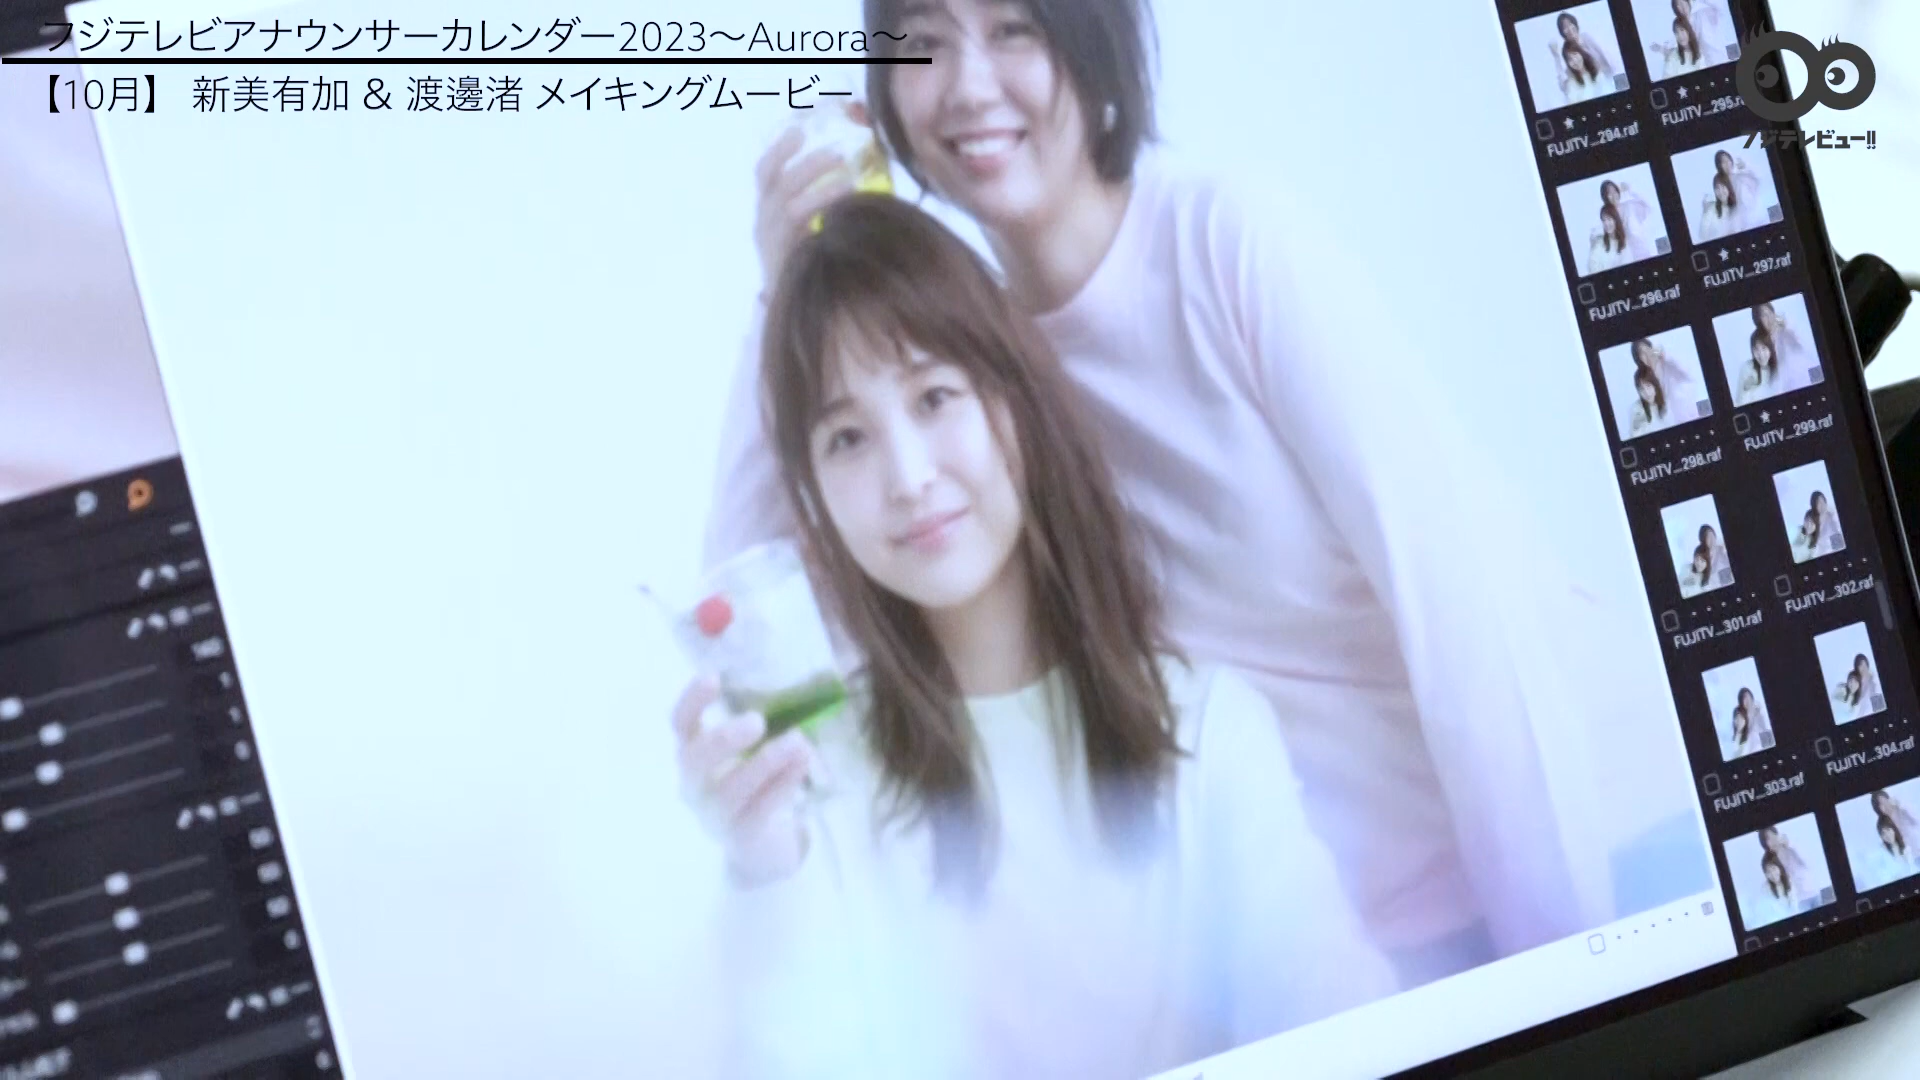 フジテレビアナウンサーカレンダー2023〜Aurora〜
【10月】 新美有加 & 渡邊渚 メイキングムービー
フジテレビュー!!
FUJITV_294.raf
FUJITV_295.raf
FUJITV_296.raf
FUJITV_297.raf
FUJITV_298.raf
FUJITV_299.raf
FUJITV_301.raf
FUJITV_302.raf
FUJITV_303.raf
FUJITV_304.raf